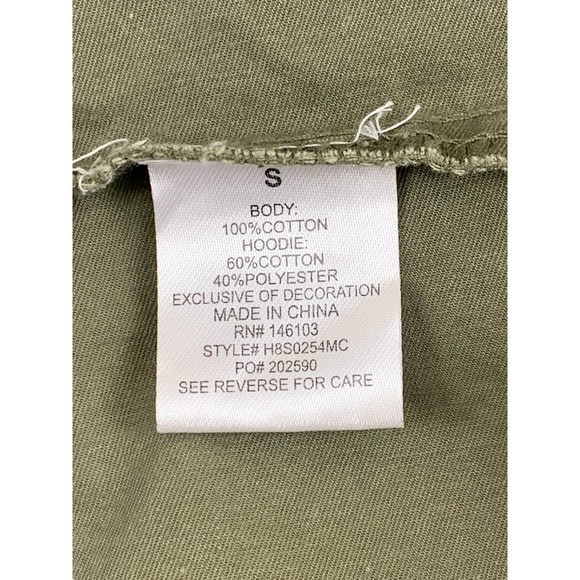 S
BODY:
100%COTTON
HOODIE:
60%COTTON
40%POLYESTER
EXCLUSIVE OF DECORATION
MADE IN CHINA
RN# 146103
STYLE# H8S0254MC
PO# 202590
SEE REVERSE FOR CARE